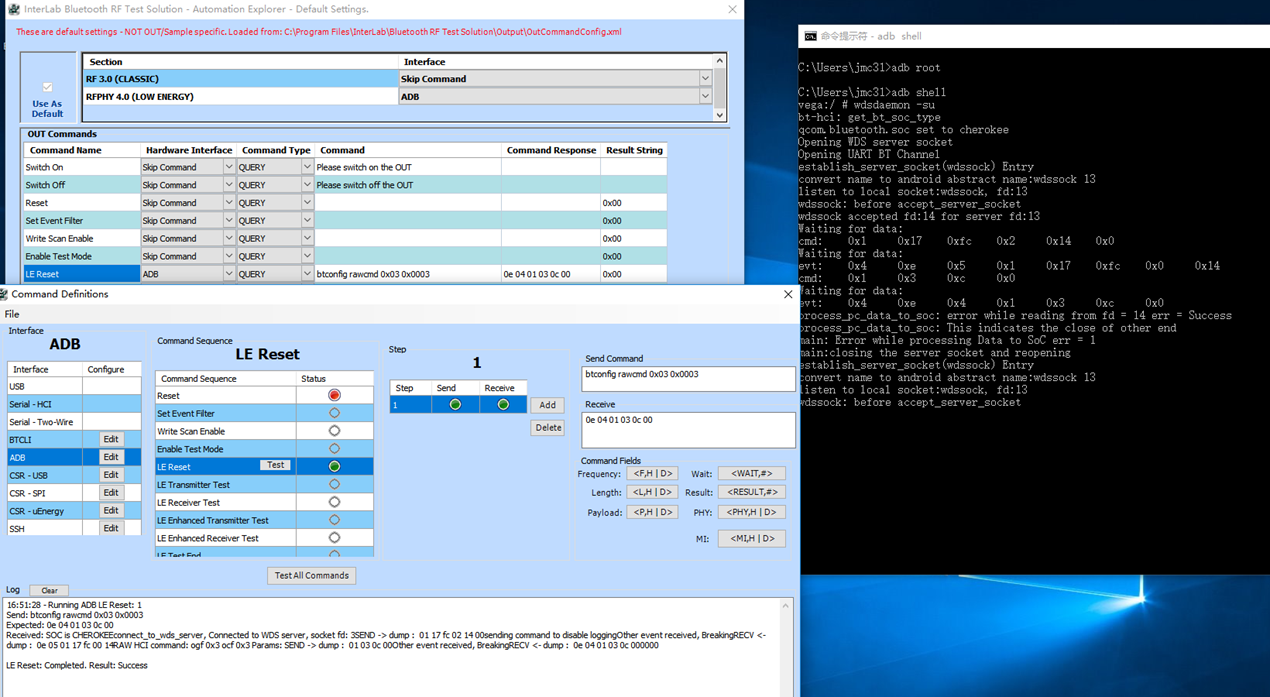 InterLab Bluetooth RF Test Solution - Automation Explorer - Default Settings.
These are default settings - NOT OUT/Sample specific. Loaded from: C:\Program Files\InterLab\Bluetooth RF Test Solution\Output\OutCommandConfig.xml
Use As
Default
Section Interface
RF 3.0 (CLASSIC) Skip Command
RFPHY 4.0 (LOW ENERGY) ADB
OUT Commands
Command Name Hardware Interface Command Type Command Command Response Result String
Switch On Skip Command QUERY Please switch on the OUT
Switch Off Skip Command QUERY Please switch off the OUT
Reset Skip Command QUERY 0x00
Set Event Filter Skip Command QUERY 0x00
Write Scan Enable Skip Command QUERY 0x00
Enable Test Mode Skip Command QUERY 0x00
LE Reset ADB QUERY btconfig rawcmd 0x03 0x0003 0e 04 01 03 0c 00 0x00
Command Definitions
File
Interface
ADB
Interface Configure
USB
Serial - HCI
Serial - Two-Wire
BTCLI Edit
ADB Edit
CSR - USB Edit
CSR - SPI Edit
CSR - uEnergy Edit
SSH Edit
Command Sequence
LE Reset
Command Sequence Status
Reset
Set Event Filter
Write Scan Enable
Enable Test Mode
LE Reset Test
LE Transmitter Test
LE Receiver Test
LE Enhanced Transmitter Test
LE Enhanced Receiver Test
LE Test End
Test All Commands
Step
1
Step Send Receive
1
Add
Delete
Send Command
btconfig rawcmd 0x03 0x0003
Receive
0e 04 01 03 0c 00
Command Fields
Frequency: <F,H | D> Wait: <WAIT,#>
Length: <L,H | D> Result: <RESULT,#>
Payload: <P,H | D> PHY: <PHY,H | D>
MI: <MI,H | D>
Log Clear
16:51:28 - Running ADB LE Reset: 1
Send: btconfig rawcmd 0x03 0x0003
Expected: 0e 04 01 03 0c 00
Received: SOC is CHEROKEEconnect_to_wds_server, Connected to WDS server, socket fd: 3SEND -> dump : 01 17 fc 02 14 00sending command to disable loggingOther event received, BreakingRECV <-
dump : 0e 05 01 17 fc 00 14RAW HCI command: ogf 0x3 ocf 0x3 Params: SEND -> dump : 01 03 0c 00Other event received, BreakingRECV <- dump : 0e 04 01 03 0c 000000
LE Reset: Completed. Result: Success
命令提示符 - adb shell
C:\Users\jmc31>adb root
C:\Users\jmc31>adb shell
vega:/ # wdsdaemon -su
bt-hci: get_bt_soc_type
qcom.bluetooth.soc set to cherokee
Opening WDS server socket
Opening UART BT Channel
establish_server_socket(wdssock) Entry
convert name to android abstract name:wdssock 13
listen to local socket:wdssock, fd:13
wdssock: before accept_server_socket
wdssock accepted fd:14 for server fd:13
Waiting for data:
cmd: 0x1 0x17 0xfc 0x2 0x14 0x0
Waiting for data:
evt: 0x4 0xe 0x5 0x1 0x17 0xfc 0x0 0x14
cmd: 0x1 0x3 0xc 0x0
aiting for data:
vt: 0x4 0xe 0x4 0x1 0x3 0xc 0x0
process_pc_data_to_soc: error while reading from fd = 14 err = Success
process_pc_data_to_soc: This indicates the close of other end
main: Error while processing Data to SoC err = 1
main:closing the server socket and reopening
establish_server_socket(wdssock) Entry
convert name to android abstract name:wdssock 13
listen to local socket:wdssock, fd:13
wdssock: before accept_server_socket